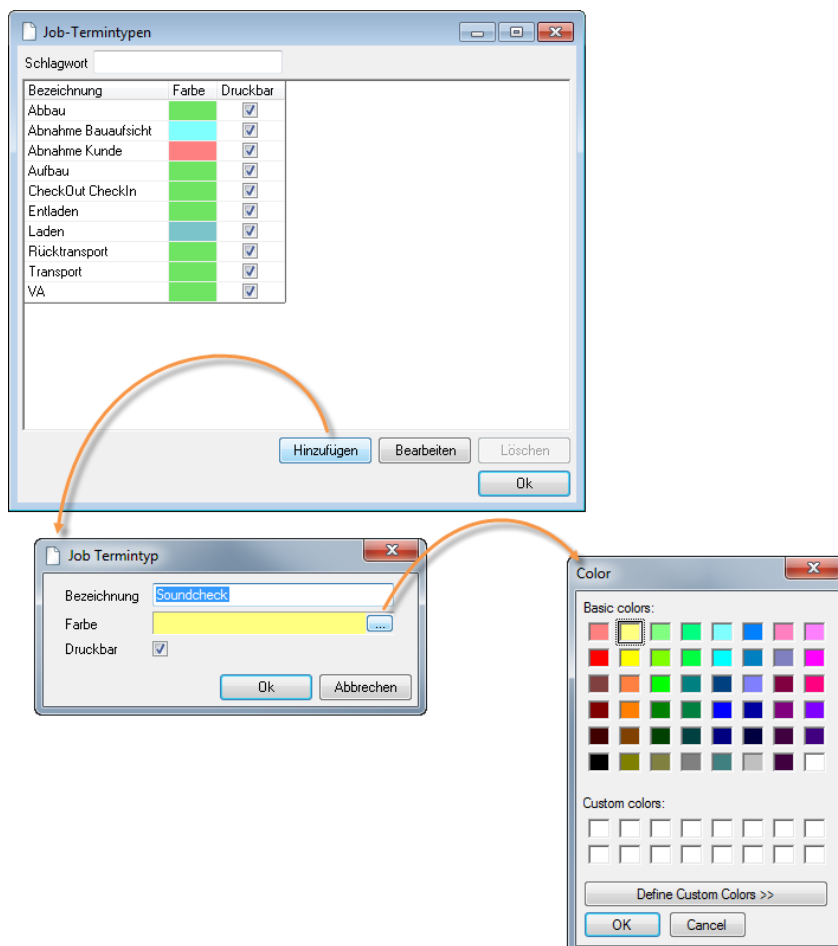 Job-Termintypen
Schlagwort
Bezeichnung Farbe Druckbar
Abbau
Abnahme Bauaufsicht
Abnahme Kunde
Aufbau
CheckOut CheckIn
Entladen
Laden
Rücktransport
Transport
VA
Hinzufügen Bearbeiten Löschen
Ok
Job Termintyp
Bezeichnung Soundcheck
Farbe ...
Druckbar
Ok Abbrechen
Color
Basic colors:
Custom colors:
Define Custom Colors >>
OK Cancel